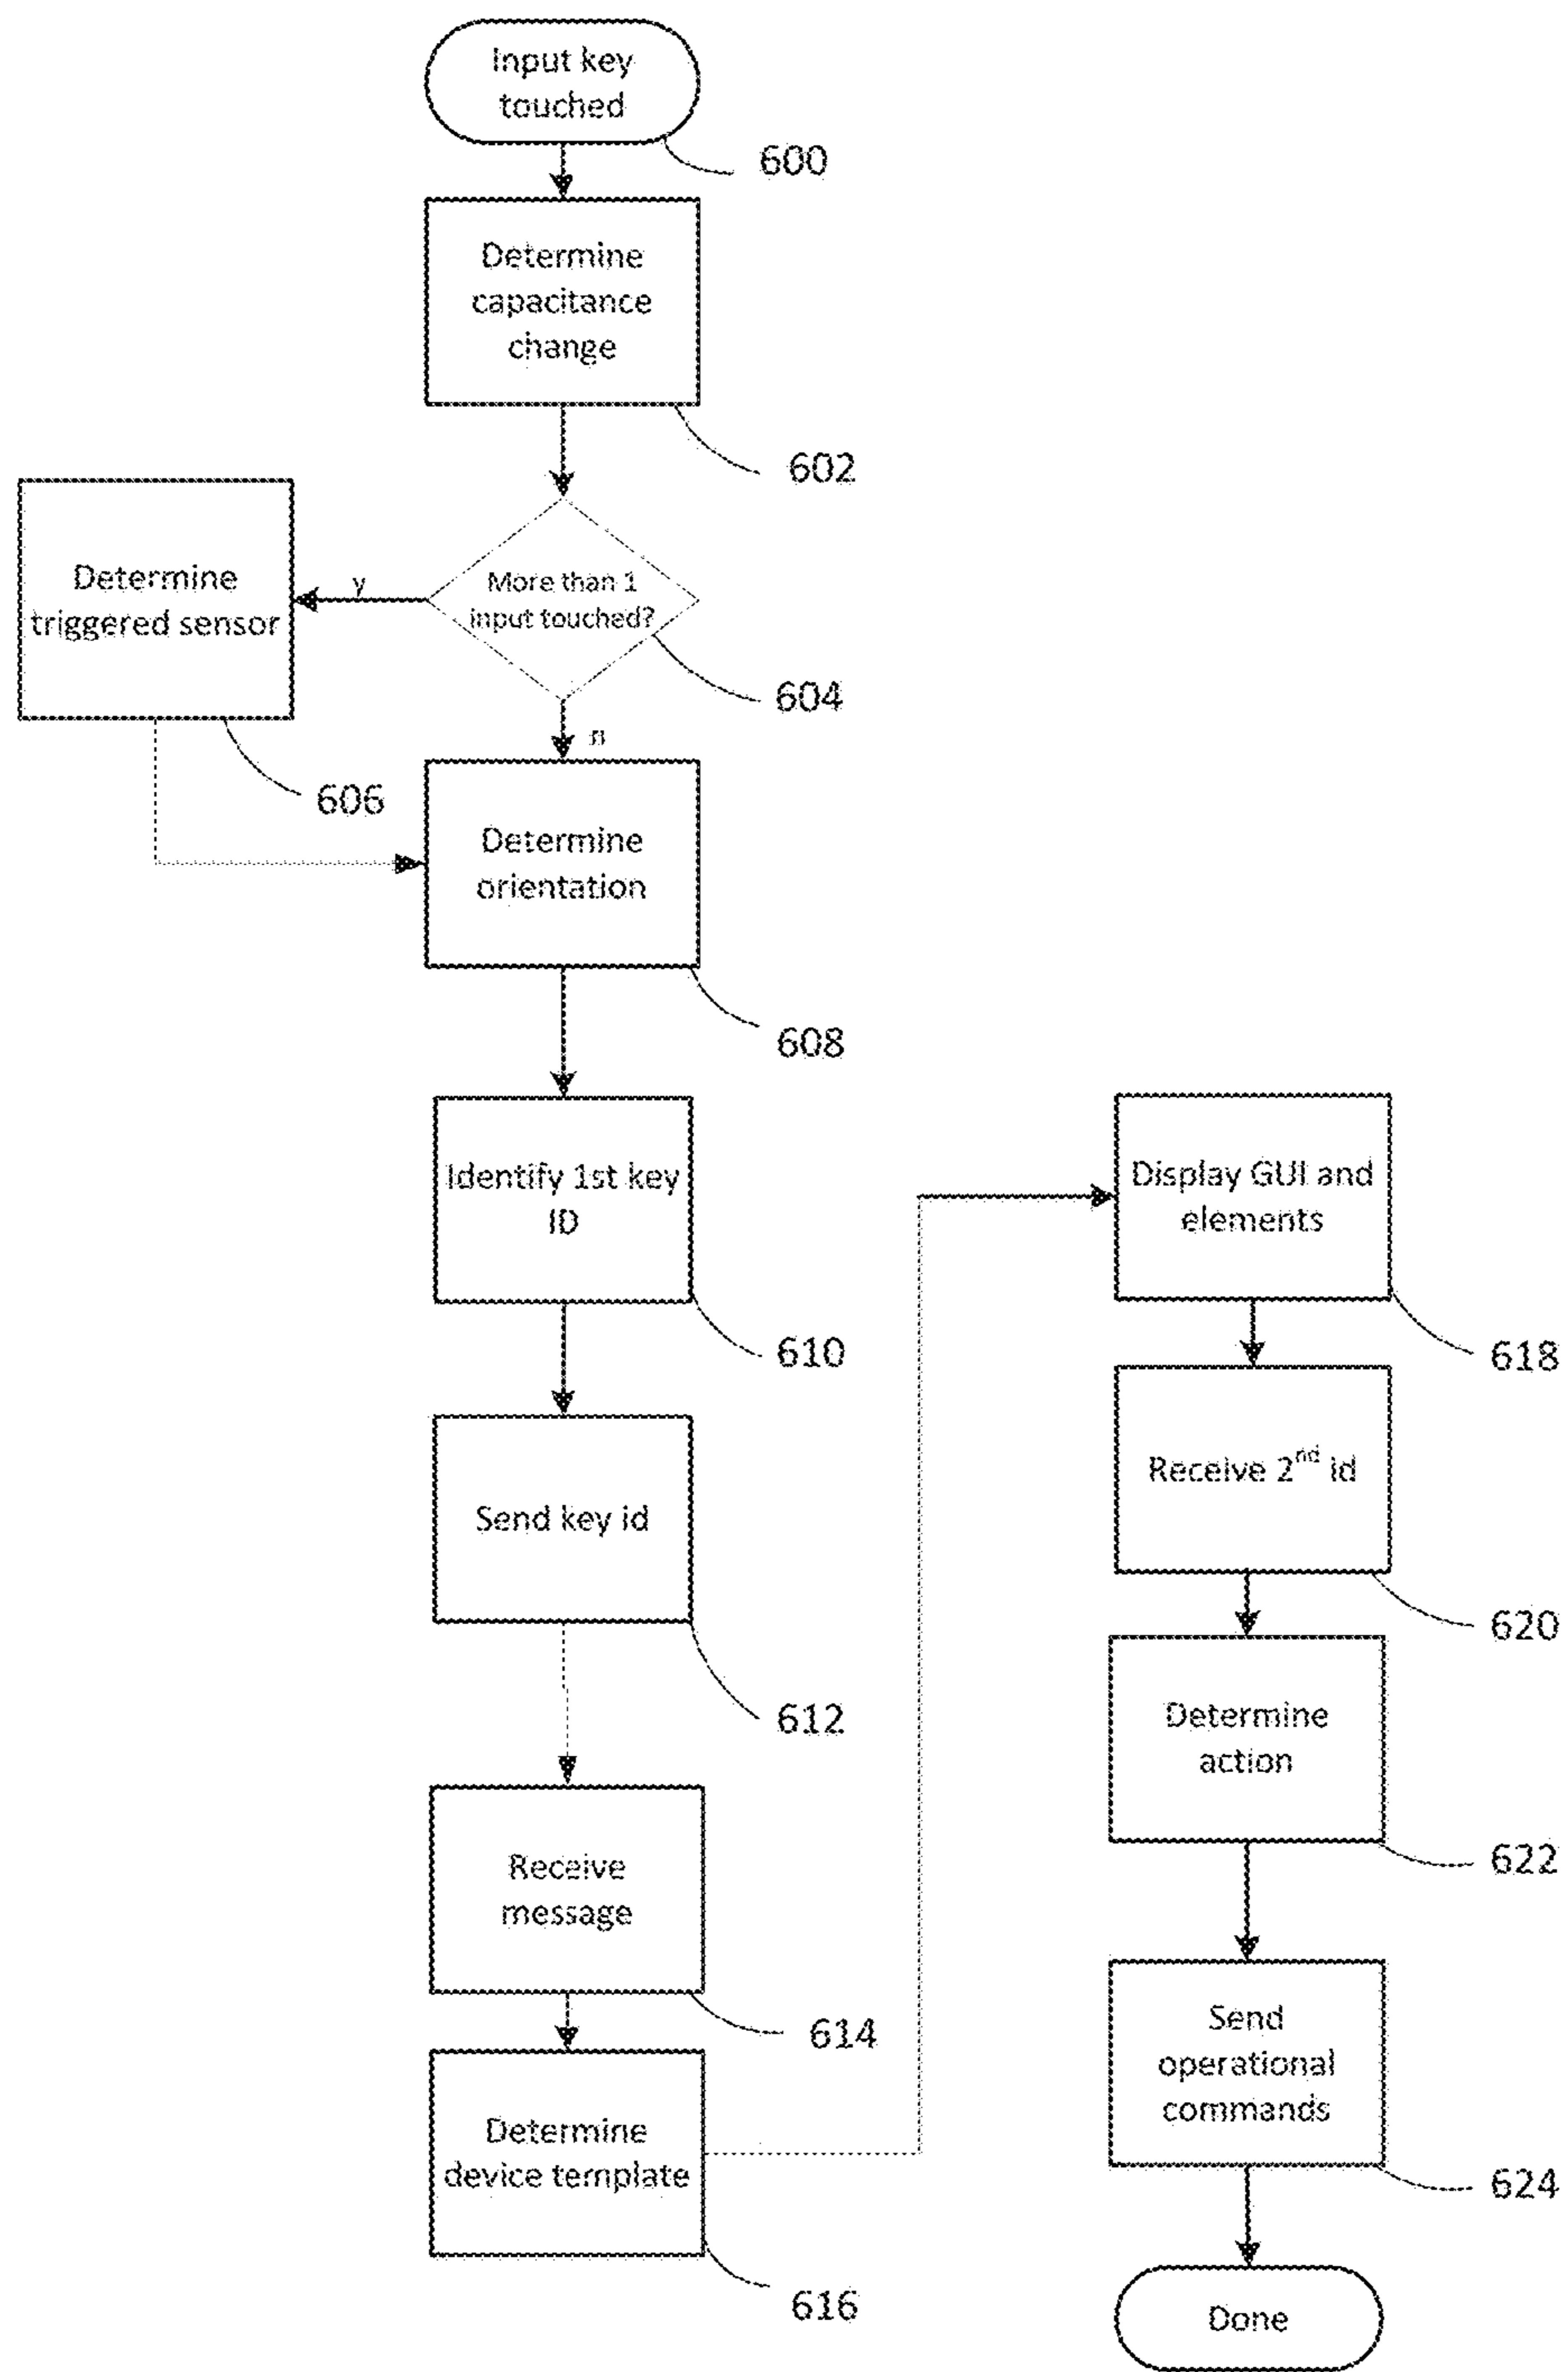 Input key
touched
600
Determine
capacitance
change
602
More than 1
input touched?
604
y
n
Determine
triggered sensor
606
Determine
orientation
608
Identify 1st key
ID
610
Send key id
612
Receive
message
614
Determine
device template
616
Display GUI and
elements
618
Receive 2nd id
620
Determine
action
622
Send
operational
commands
624
Done